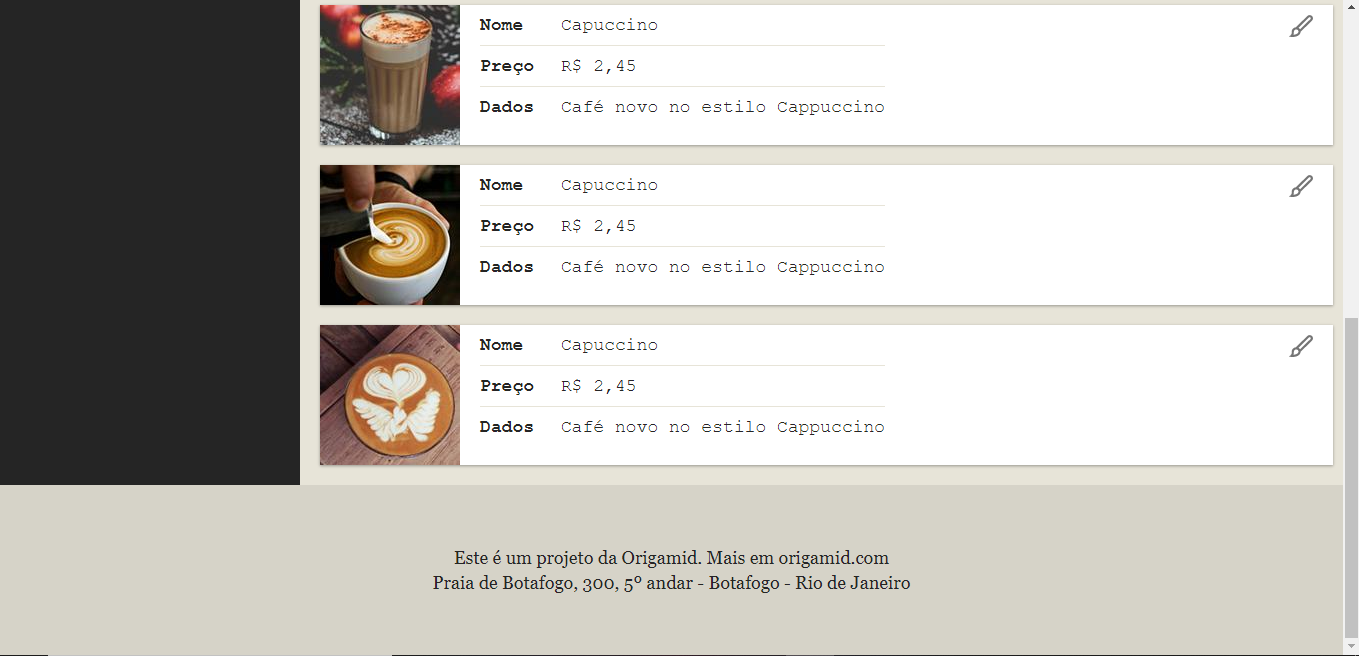 Nome Capuccino
Preço R$ 2,45
Dados Café novo no estilo Cappuccino
Nome Capuccino
Preço R$ 2,45
Dados Café novo no estilo Cappuccino
Nome Capuccino
Preço R$ 2,45
Dados Café novo no estilo Cappuccino
Este é um projeto da Origamid. Mais em origamid.com
Praia de Botafogo, 300, 5º andar - Botafogo - Rio de Janeiro